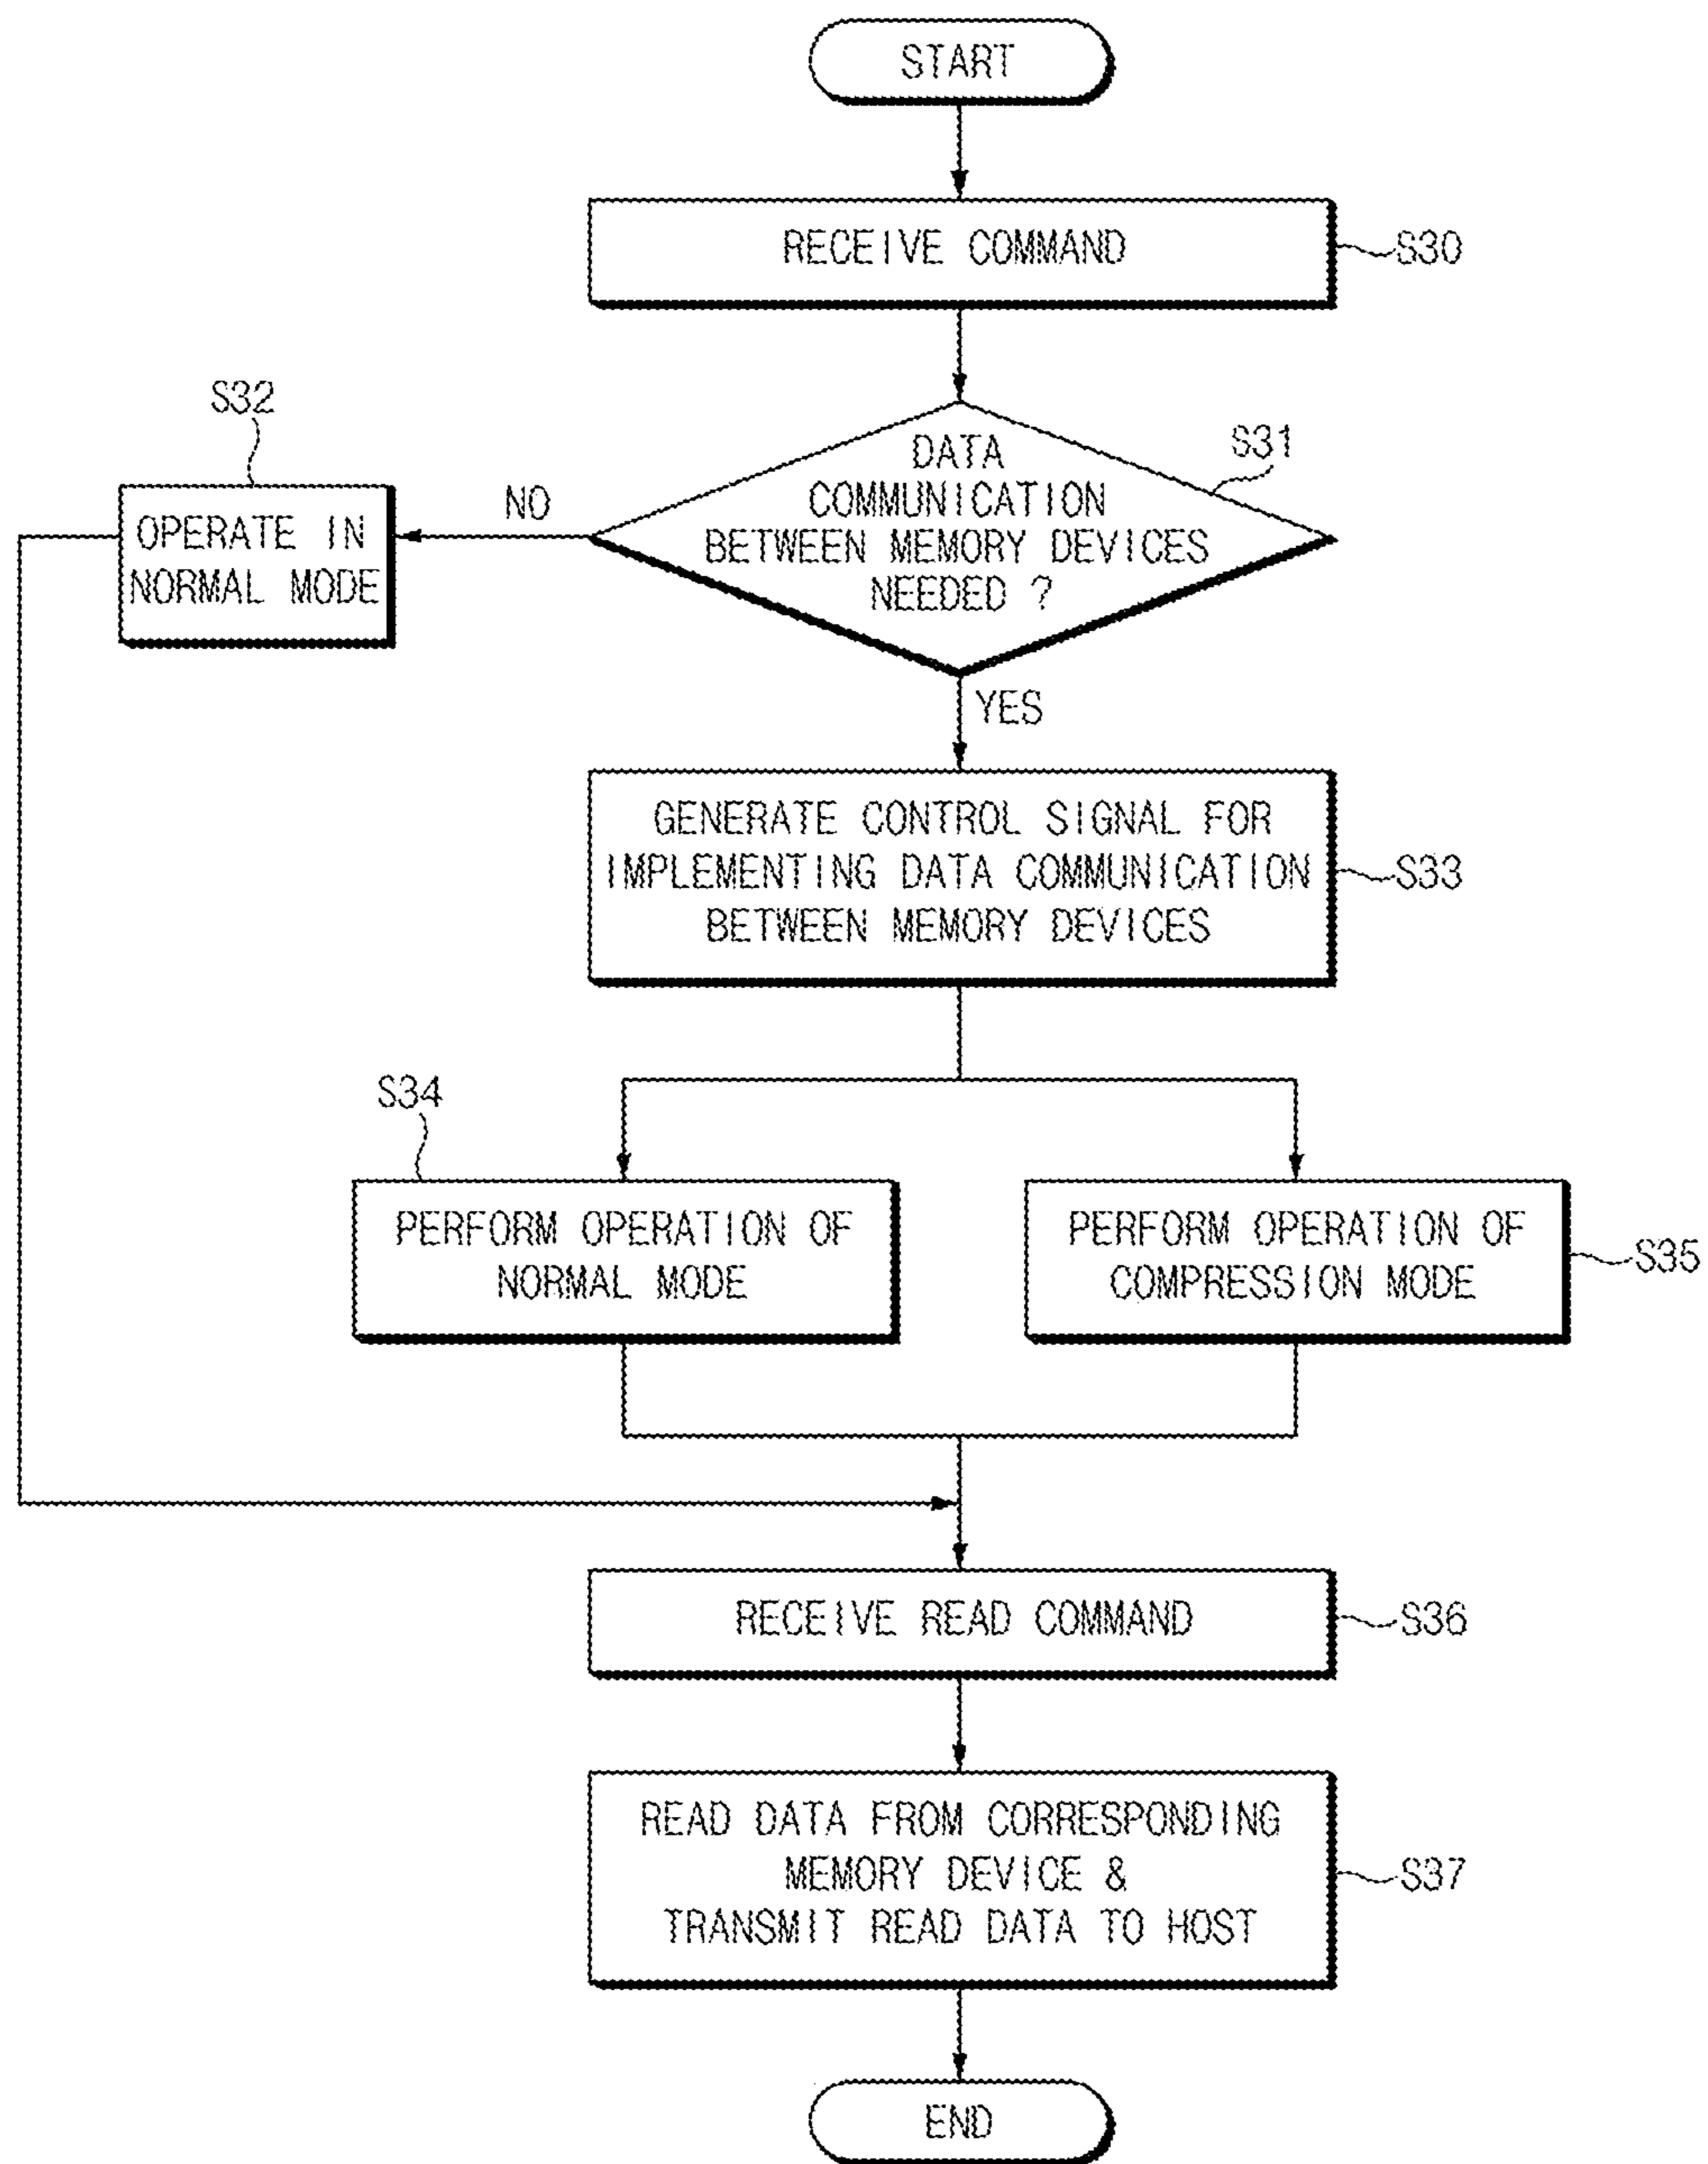 START
RECEIVE COMMAND
S30
S32
S31
DATA
COMMUNICATION
BETWEEN MEMORY DEVICES
NEEDED ?
NO
OPERATE IN
NORMAL MODE
YES
GENERATE CONTROL SIGNAL FOR
IMPLEMENTING DATA COMMUNICATION
BETWEEN MEMORY DEVICES
S33
S34
PERFORM OPERATION OF
NORMAL MODE
PERFORM OPERATION OF
COMPRESSION MODE
S35
RECEIVE READ COMMAND
S36
READ DATA FROM CORRESPONDING
MEMORY DEVICE &
TRANSMIT READ DATA TO HOST
S37
END